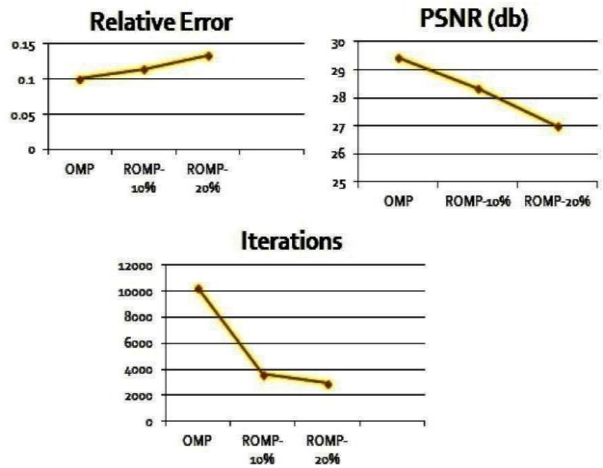 Relative Error
0.15
0.1
0.05
0
OMP ROMP-10% ROMP-20%
PSNR (db)
30
29
28
27
26
25
OMP ROMP-10% ROMP-20%
Iterations
12000
10000
8000
6000
4000
2000
0
OMP ROMP-10% ROMP-20%